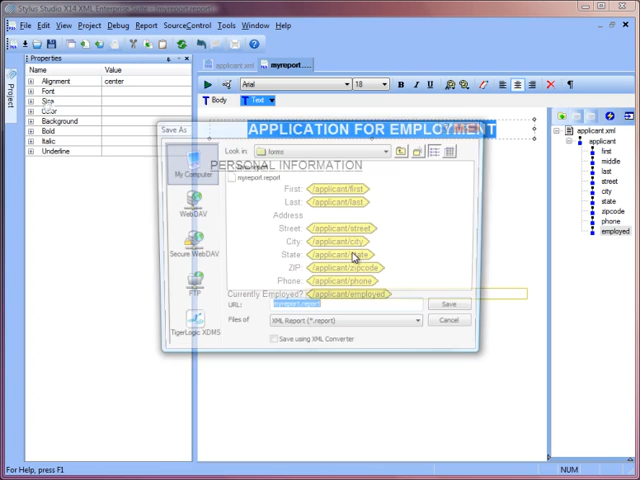 Stylus Studio X14 XML Enterprise Suite - [myreport.report]
File Edit View Project Debug Report SourceControl Tools Window Help
Properties
Name Value
Alignment center
Font
Size
Color
Background
Bold
Italic
Underline
Project
applicant.xml myreport....
Arial 18 B I U
Body Text
Save As
APPLICATION FOR EMPLOYMENT
Look in: forms
My Computer
WebDAV
Secure WebDAV
FTP
TigerLogic XDMS
PERSONAL INFORMATION
myreport.report
First: /applicant/first
Last: /applicant/last
Address
Street: /applicant/street
City: /applicant/city
State: /applicant/state
ZIP: /applicant/zipcode
Phone: /applicant/phone
Currently Employed? /applicant/employed
URL: myreport.report Save
Files of XML Report (*.report) Cancel
Save using XML Converter
applicant.xml
applicant
first
middle
last
street
city
state
zipcode
phone
employed
For Help, press F1
NUM